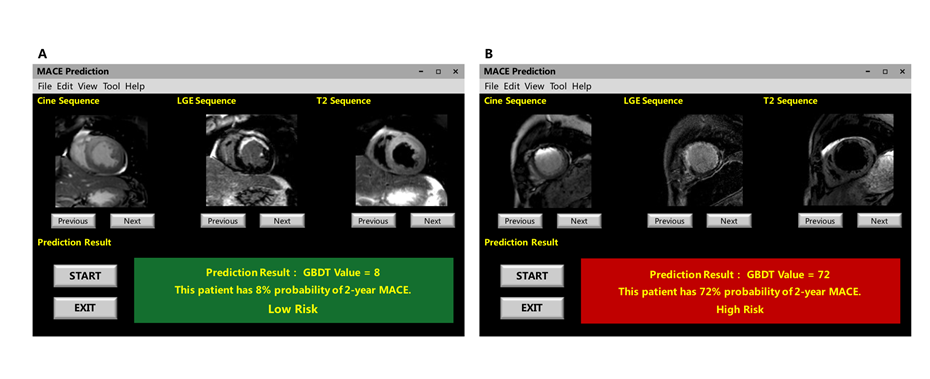 A
MACE Prediction
File Edit View Tool Help
Cine Sequence LGE Sequence T2 Sequence
Previous Next Previous Next Previous Next
Prediction Result
START
EXIT
Prediction Result : GBDT Value = 8
This patient has 8% probability of 2-year MACE.
Low Risk
B
MACE Prediction
File Edit View Tool Help
Cine Sequence LGE Sequence T2 Sequence
Previous Next Previous Next Previous Next
Prediction Result
START
EXIT
Prediction Result : GBDT Value = 72
This patient has 72% probability of 2-year MACE.
High Risk